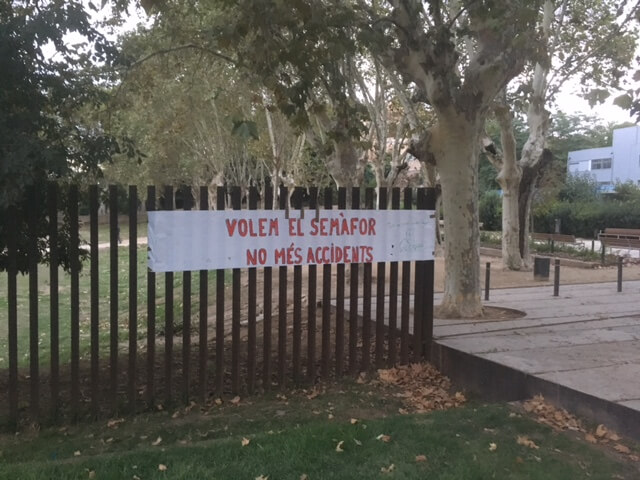 VOLEM EL SEMÀFOR
NO MÉS ACCIDENTS